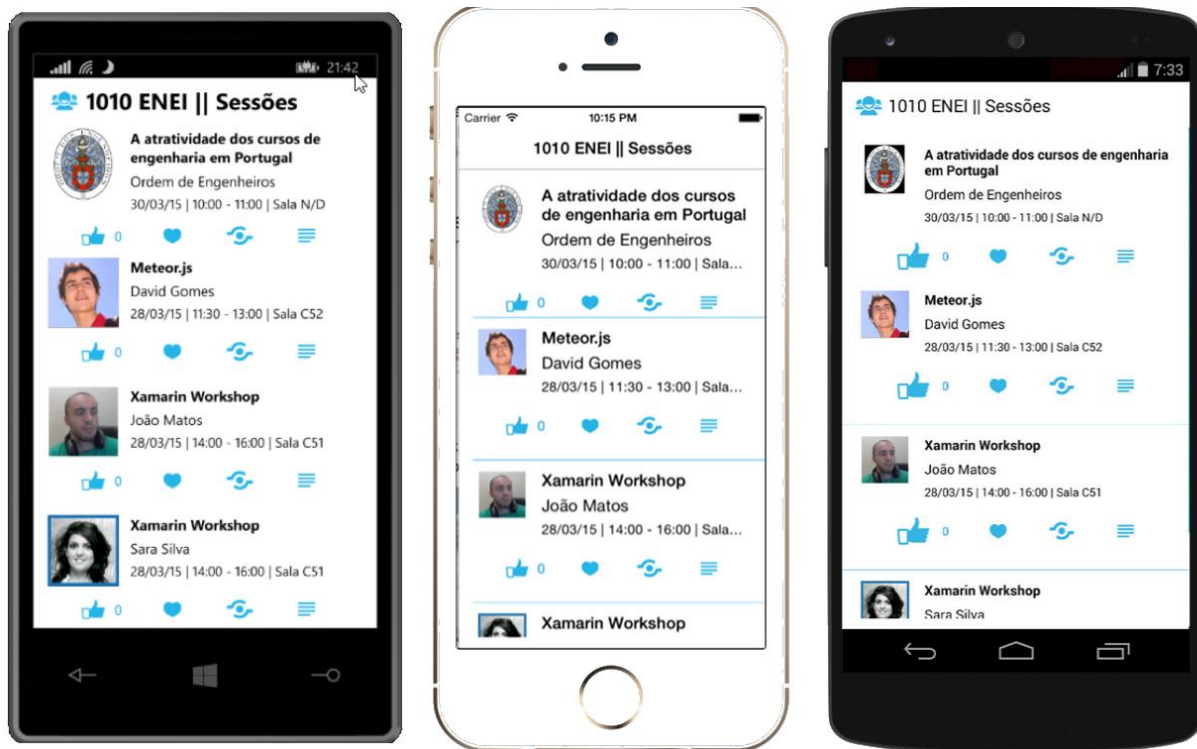 21:42
1010 ENEI || Sessões
A atratividade dos cursos de
engenharia em Portugal
Ordem de Engenheiros
30/03/15 | 10:00 - 11:00 | Sala N/D
0
Meteor.js
David Gomes
28/03/15 | 11:30 - 13:00 | Sala C52
0
Xamarin Workshop
João Matos
28/03/15 | 14:00 - 16:00 | Sala C51
0
Xamarin Workshop
Sara Silva
28/03/15 | 14:00 - 16:00 | Sala C51
0
Carrier 10:15 PM
1010 ENEI || Sessões
A atratividade dos cursos
de engenharia em Portugal
Ordem de Engenheiros
30/03/15 | 10:00 - 11:00 | Sala...
0
Meteor.js
David Gomes
28/03/15 | 11:30 - 13:00 | Sala...
0
Xamarin Workshop
João Matos
28/03/15 | 14:00 - 16:00 | Sala...
0
Xamarin Workshop
7:33
1010 ENEI || Sessões
A atratividade dos cursos de engenharia
em Portugal
Ordem de Engenheiros
30/03/15 | 10:00 - 11:00 | Sala N/D
0
Meteor.js
David Gomes
28/03/15 | 11:30 - 13:00 | Sala C52
0
Xamarin Workshop
João Matos
28/03/15 | 14:00 - 16:00 | Sala C51
0
Xamarin Workshop
Sara Silva